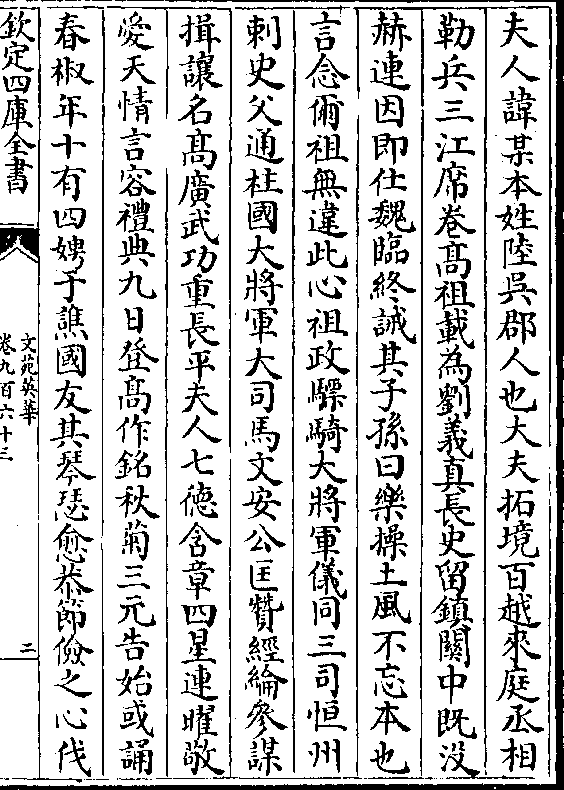 夫人諱某本姓陸吳郡人也大夫拓境百越來庭丞相
勒兵三江席卷髙祖載為劉義真長史留鎮關中既沒
赫連因即仕魏臨終誡其子孫曰樂操土風不忘本也
言念爾祖無違此心祖政驃騎大將軍儀同三司恒州
刺史父通柱國大將軍大司馬文安公匡贊經綸參謀
揖讓名髙廣武功重長平夫人七德含章四星連曜敬
愛天情言容禮典九日登髙作銘秋菊三元告始或誦
春椒年十有四娉于譙國友其琴瑟愈恭節儉之心伐
欽定四庫全書
文苑英華
卷九百六十三
二